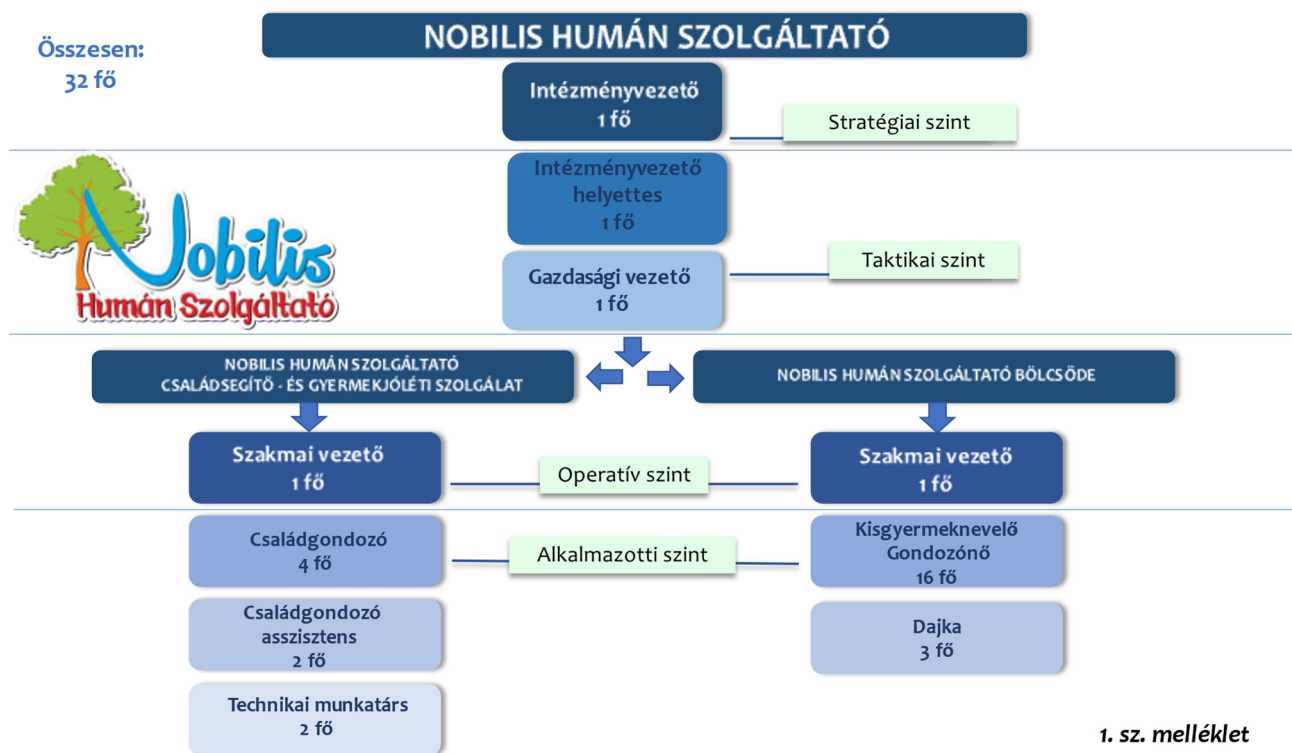 Összesen:
32 fő
NOBILIS HUMÁN SZOLGÁLTATÓ
Intézményvezető
1 fő
Stratégiai szint
Nobilis
Humán Szolgáltató
Intézményvezető
helyettes
1 fő
Gazdasági vezető
1 fő
Taktikai szint
NOBILIS HUMÁN SZOLGÁLTATÓ
CSALÁDSEGÍTŐ - ÉS GYERMEKJÓLÉTI SZOLGÁLAT
NOBILIS HUMÁN SZOLGÁLTATÓ BÖLCSÖDE
Szakmai vezető
1 fő
Operatív szint
Szakmai vezető
1 fő
Családgondozó
4 fő
Alkalmazotti szint
Kisgyermeknevelő
Gondozónő
16 fő
Családgondozó
asszisztens
2 fő
Dajka
3 fő
Technikai munkatárs
2 fő
1. sz. melléklet